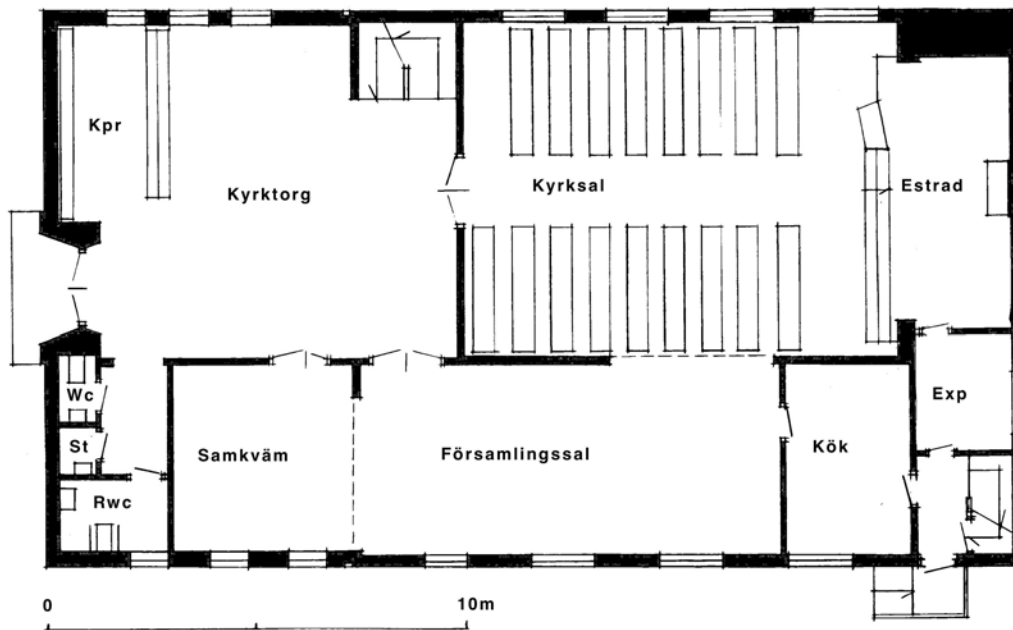 Kpr
Kyrktorg
Kyrksal
Estrad
Wc
St
Rwc
Samkväm
Församlingssal
Kök
Exp
0
10m